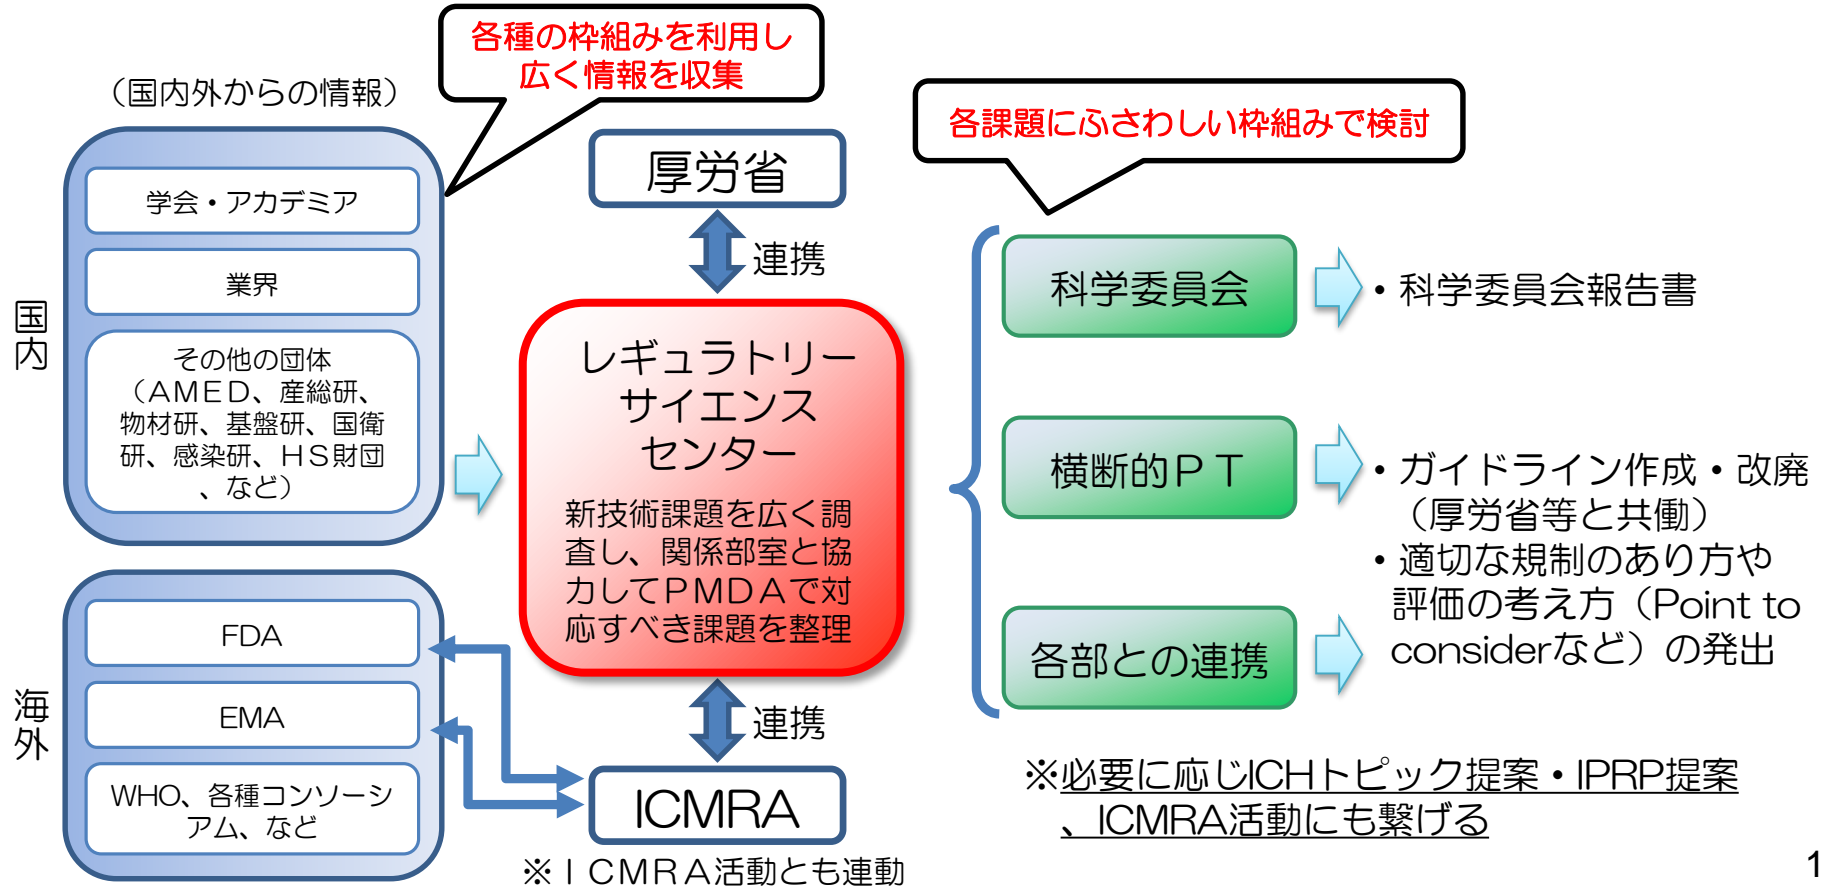 各種の枠組みを利用し
広く情報を収集
（国内外からの情報）
国内
学会・アカデミア
業界
その他の団体
（ＡＭＥＤ、産総研、
物材研、基盤研、国衛
研、感染研、ＨＳ財団
、など）
海外
FDA
EMA
WHO、各種コンソーシ
アム、など
厚労省
連携
レギュラトリー
サイエンス
センター
新技術課題を広く調
査し、関係部室と協
力してＰＭＤＡで対
応すべき課題を整理
連携
ICMRA
※ＩＣＭＲＡ活動とも連動
各課題にふさわしい枠組みで検討
科学委員会
・科学委員会報告書
横断的ＰＴ
・ガイドライン作成・改廃
（厚労省等と共働）
・適切な規制のあり方や
評価の考え方（Point to
considerなど）の発出
各部との連携
※必要に応じICHトピック提案・IPRP提案
、ICMRA活動にも繋げる
1